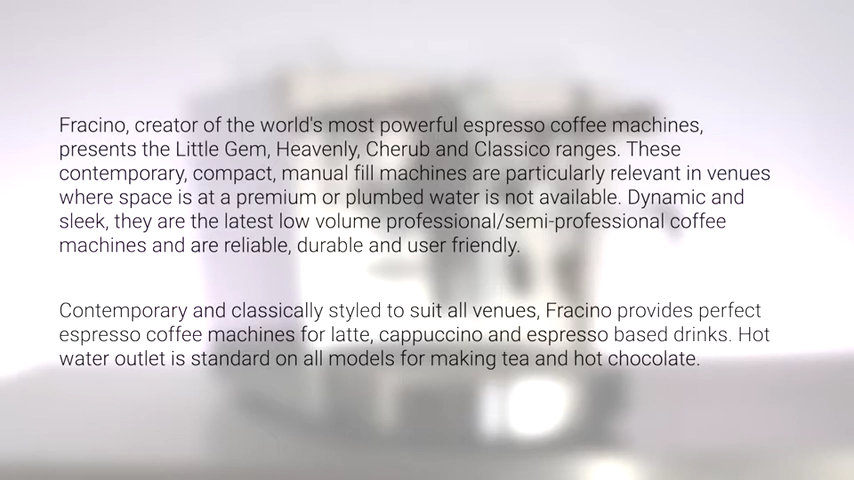 Fracino, creator of the world's most powerful espresso coffee machines,
presents the Little Gem, Heavenly, Cherub and Classico ranges. These
contemporary, compact, manual fill machines are particularly relevant in venues
where space is at a premium or plumbed water is not available. Dynamic and
sleek, they are the latest low volume professional/semi-professional coffee
machines and are reliable, durable and user friendly.
Contemporary and classically styled to suit all venues, Fracino provides perfect
espresso coffee machines for latte, cappuccino and espresso based drinks. Hot
water outlet is standard on all models for making tea and hot chocolate.